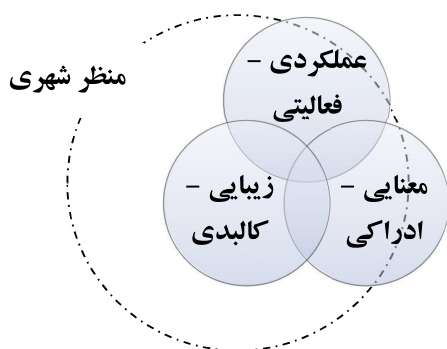 منظر شهری
عملکردی –
فعالیتی
معنایی –
ادراکی
زیبایی –
کالبدی